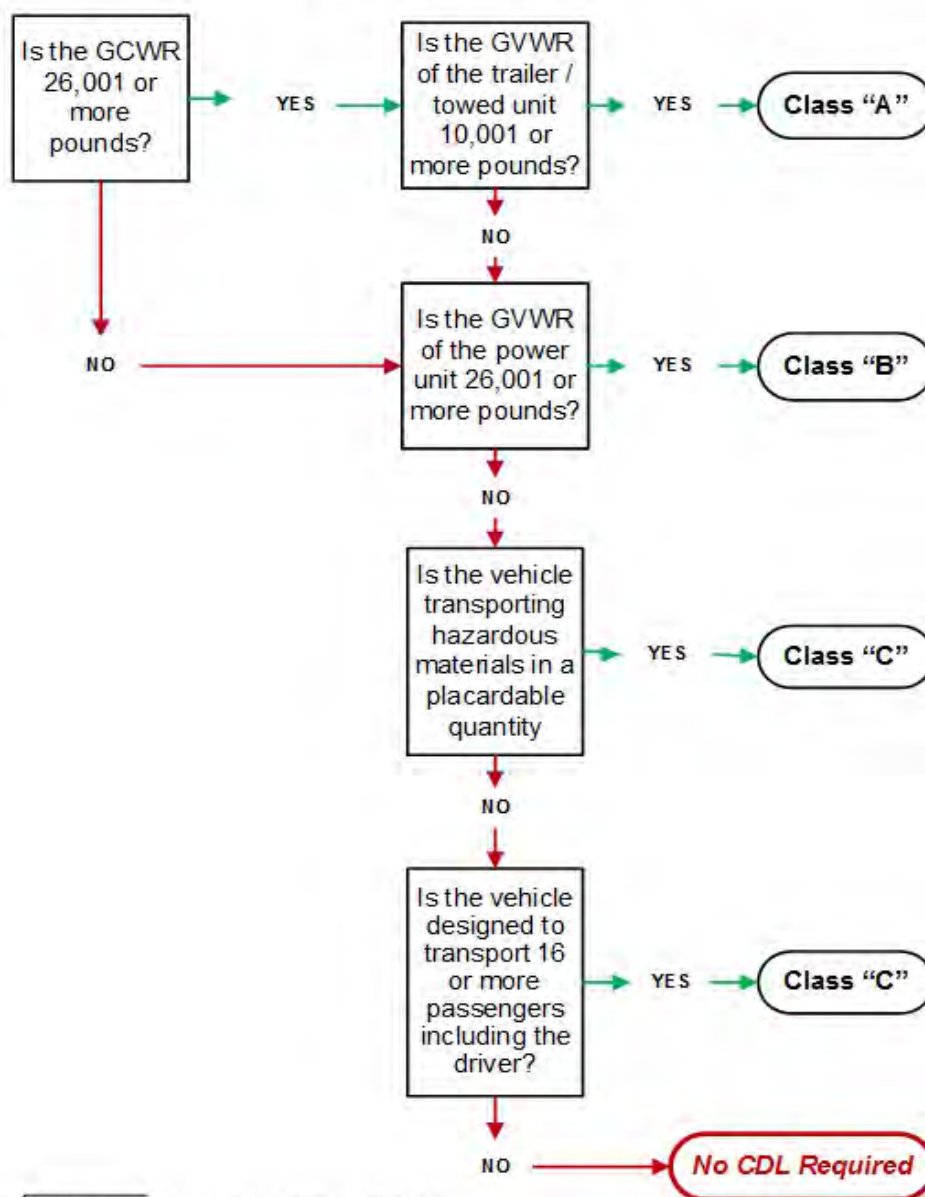 Is the GCWR
26,001 or
more
pounds?
YES
Is the GVWR
of the trailer /
towed unit
10,001 or
more pounds?
YES
Class “A”
NO
NO
Is the GVWR
of the power
unit 26,001 or
more pounds?
YES
Class “B”
NO
Is the vehicle
transporting
hazardous
materials in a
placardable
quantity
YES
Class “C”
NO
Is the vehicle
designed to
transport 16
or more
passengers
including the
driver?
YES
Class “C”
NO
No CDL Required